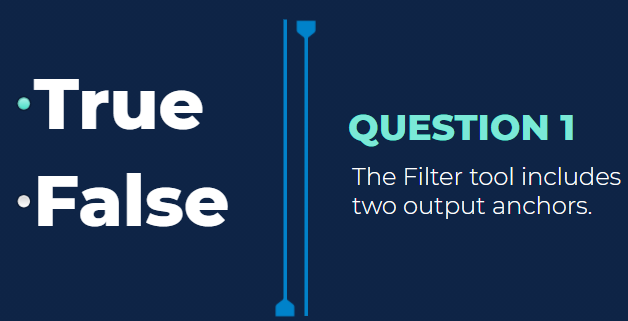 •True
•False
QUESTION 1
The Filter tool includes
two output anchors.